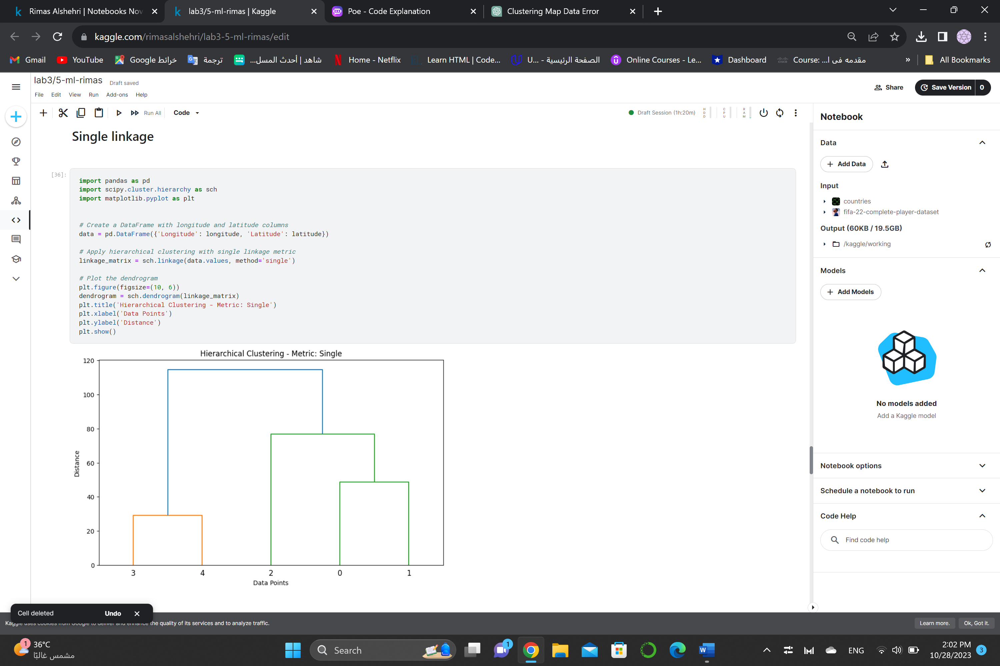 Rimas Alshehri | Notebooks Nov
lab3/5-ml-rimas | Kaggle
Poe - Code Explanation
Clustering Map Data Error
kaggle.com/rimasalshehri/lab3-5-ml-rimas/edit
Gmail
YouTube
خرائط Google
ترجمة
شاهد | أحدث المسل...
Home - Netflix
Learn HTML | Code...
الصفحة الرئيسية - U...
Online Courses - Le...
Dashboard
Course: مقدمه فى ا...
»
All Bookmarks
lab3/5-ml-rimas
Draft saved
File Edit View Run Add-ons Help
Share
Save Version 0
Run All
Code
Draft Session (1h:20m)
HDD
CPU
RAM
Single linkage
[36]:
import pandas as pd
import scipy.cluster.hierarchy as sch
import matplotlib.pyplot as plt
# Create a DataFrame with longitude and latitude columns
data = pd.DataFrame({'Longitude': longitude, 'Latitude': latitude})
# Apply hierarchical clustering with single linkage metric
linkage_matrix = sch.linkage(data.values, method='single')
# Plot the dendrogram
plt.figure(figsize=(10, 6))
dendrogram = sch.dendrogram(linkage_matrix)
plt.title('Hierarchical Clustering - Metric: Single')
plt.xlabel('Data Points')
plt.ylabel('Distance')
plt.show()
Hierarchical Clustering - Metric: Single
120
100
80
60
40
20
0
Distance
3 4 2 0 1
Data Points
Notebook
Data
Add Data
Input
countries
fifa-22-complete-player-dataset
Output (60KB / 19.5GB)
/kaggle/working
Models
Add Models
No models added
Add a Kaggle model
Notebook options
Schedule a notebook to run
Code Help
Find code help
Cell deleted
Undo
Kaggle uses cookies from Google to deliver and enhance the quality of its services and to analyze traffic.
Learn more.
Ok, Got it.
1
36°C
مشمس غالبًا
Search
1
ENG
2:02 PM
10/28/2023
3